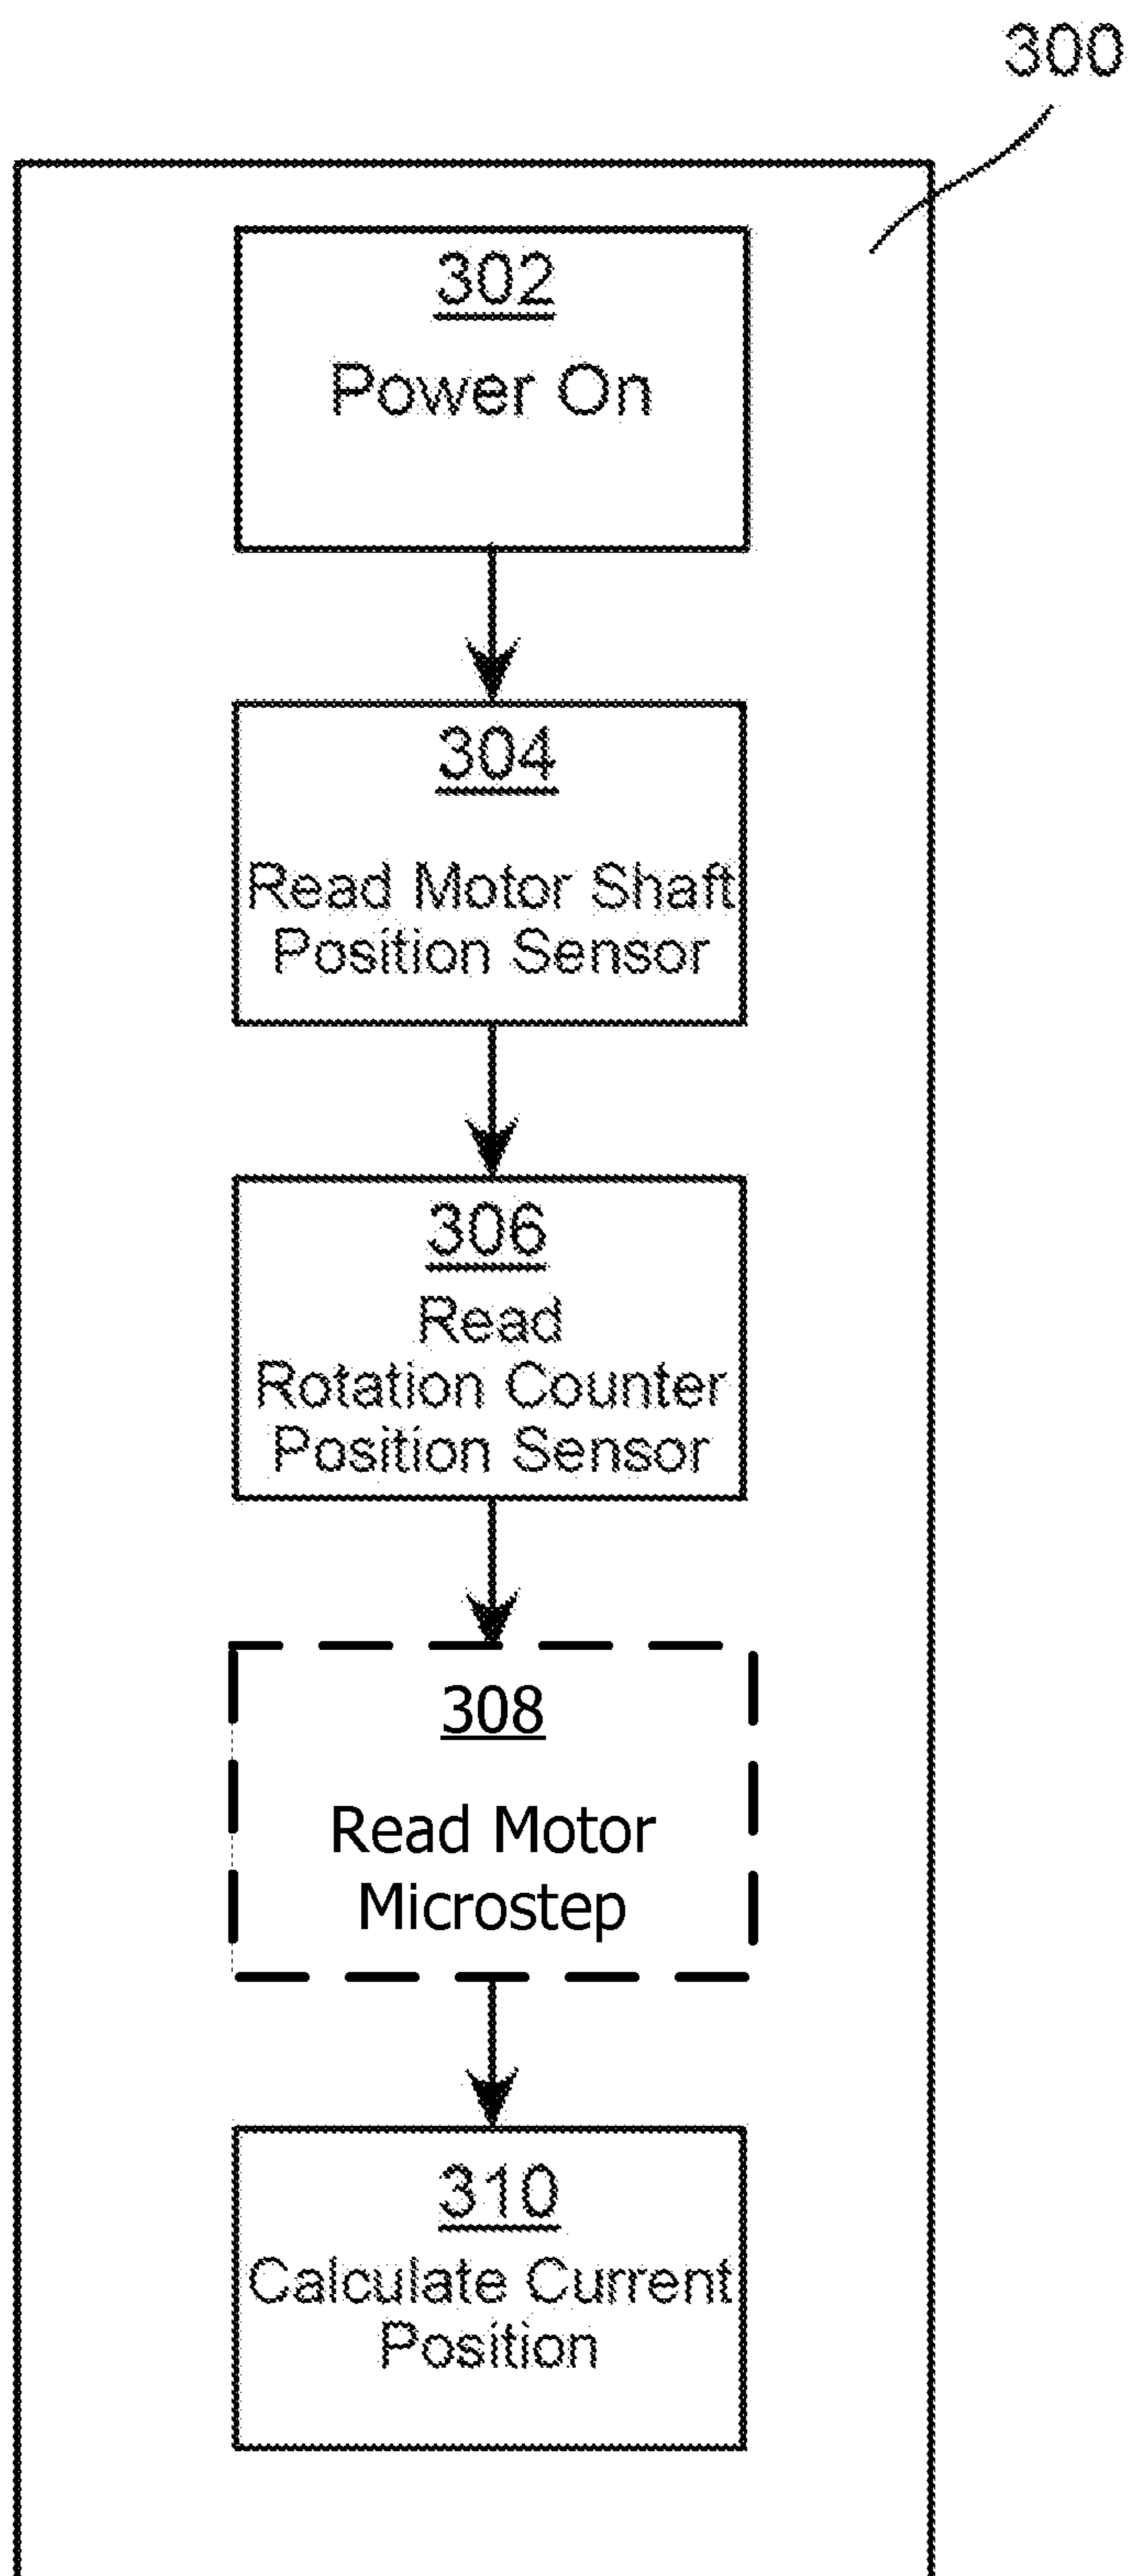 300
302
Power On
304
Read Motor Shaft
Position Sensor
306
Read
Rotation Counter
Position Sensor
308
Read Motor
Microstep
310
Calculate Current
Position